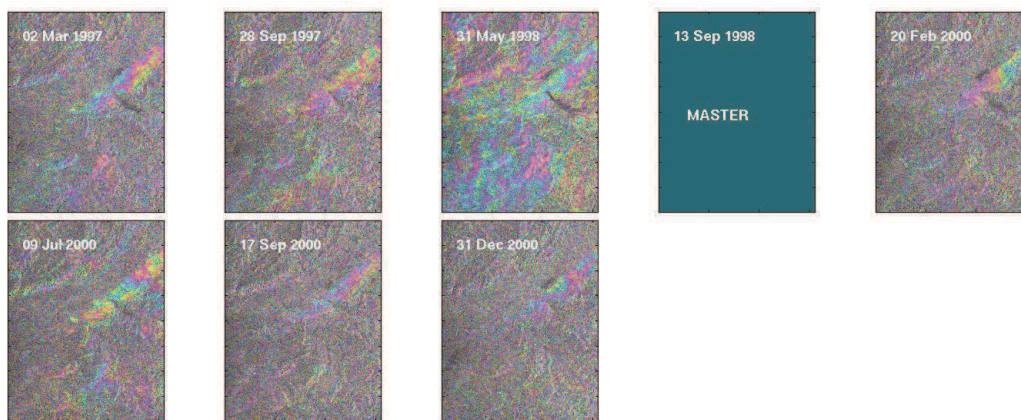 02 Mar 1997
28 Sep 1997
31 May 1998
13 Sep 1998
MASTER
20 Feb 2000
09 Jul 2000
17 Sep 2000
31 Dec 2000